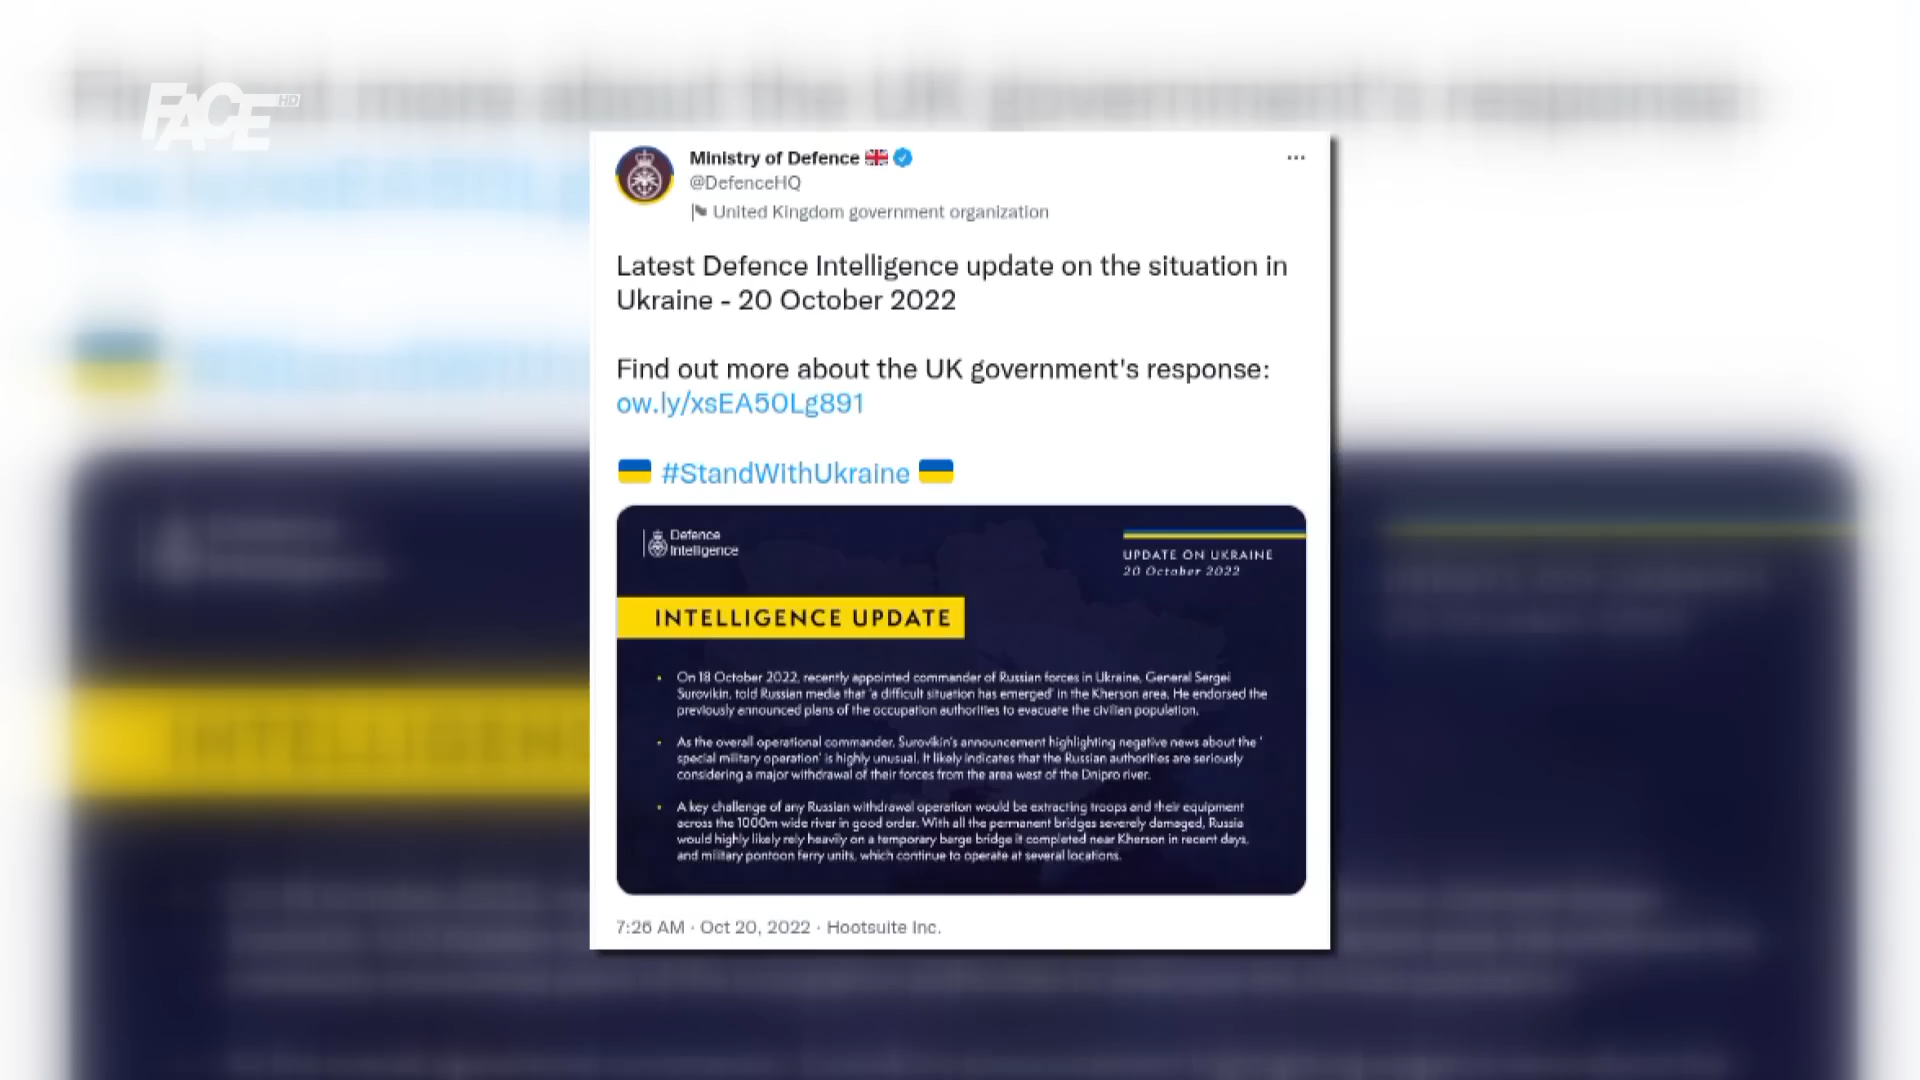 FACE HD
Ministry of Defence
@DefenceHQ
United Kingdom government organization
Latest Defence Intelligence update on the situation in
Ukraine - 20 October 2022
Find out more about the UK government's response:
ow.ly/xsEA50Lg891
#StandWithUkraine
Defence
Intelligence
UPDATE ON UKRAINE
20 October 2022
INTELLIGENCE UPDATE
• On 18 October 2022, recently appointed commander of Russian forces in Ukraine, General Sergei
Surovikin, told Russian media that 'a difficult situation has emerged' in the Kherson area. He endorsed the
previously announced plans of the occupation authorities to evacuate the civilian population.
• As the overall operational commander, Surovikin's announcement highlighting negative news about the '
special military operation' is highly unusual. It likely indicates that the Russian authorities are seriously
considering a major withdrawal of their forces from the area west of the Dnipro river.
• A key challenge of any Russian withdrawal operation would be extracting troops and their equipment
across the 1000m wide river in good order. With all the permanent bridges severely damaged, Russia
would highly likely rely heavily on a temporary barge bridge it completed near Kherson in recent days,
and military pontoon ferry units, which continue to operate at several locations.
7:26 AM · Oct 20, 2022 · Hootsuite Inc.